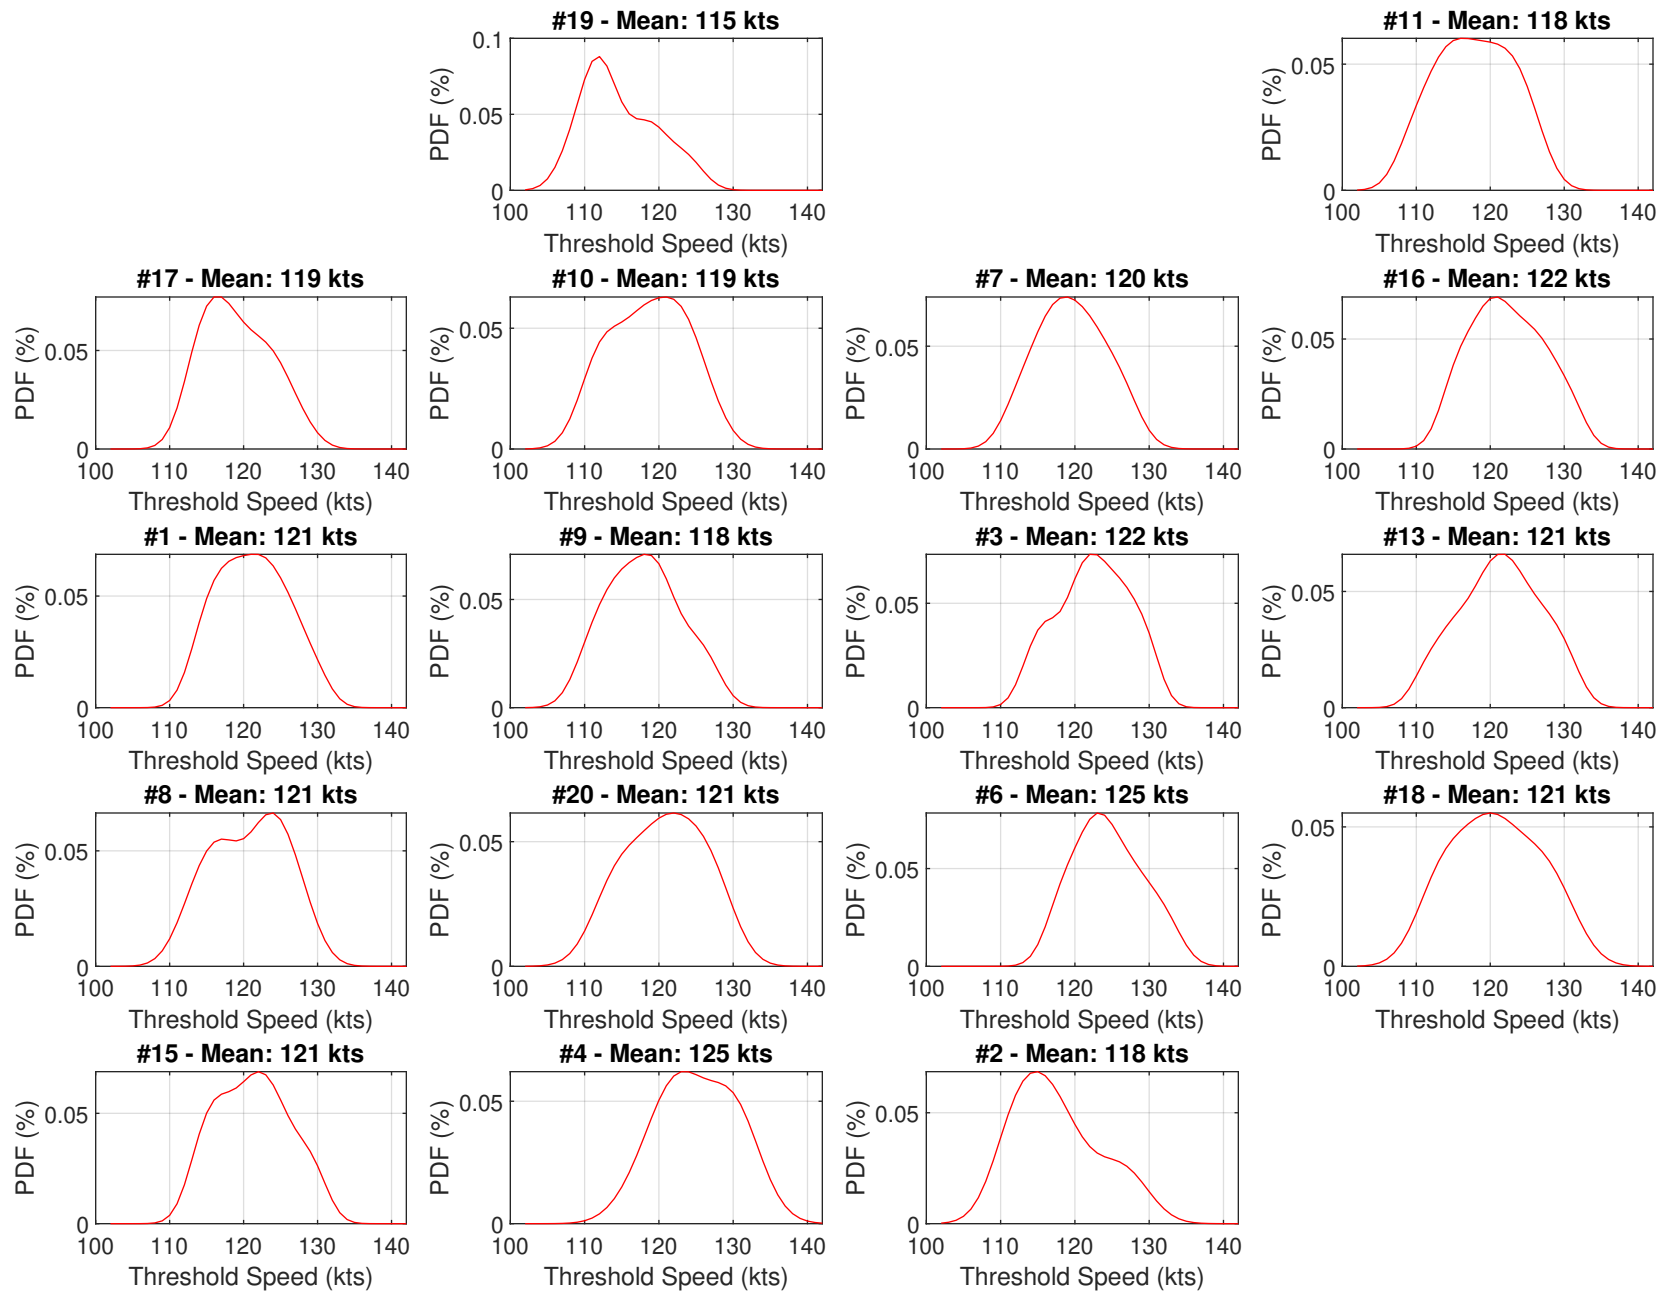 #19 - Mean: 115 kts
PDF (%)
0.1
0.05
0
100 110 120 130 140
Threshold Speed (kts)
#11 - Mean: 118 kts
PDF (%)
0.05
0
100 110 120 130 140
Threshold Speed (kts)
#17 - Mean: 119 kts
PDF (%)
0.05
0
100 110 120 130 140
Threshold Speed (kts)
#10 - Mean: 119 kts
PDF (%)
0.05
0
100 110 120 130 140
Threshold Speed (kts)
#7 - Mean: 120 kts
PDF (%)
0.05
0
100 110 120 130 140
Threshold Speed (kts)
#16 - Mean: 122 kts
PDF (%)
0.05
0
100 110 120 130 140
Threshold Speed (kts)
#1 - Mean: 121 kts
PDF (%)
0.05
0
100 110 120 130 140
Threshold Speed (kts)
#9 - Mean: 118 kts
PDF (%)
0.05
0
100 110 120 130 140
Threshold Speed (kts)
#3 - Mean: 122 kts
PDF (%)
0.05
0
100 110 120 130 140
Threshold Speed (kts)
#13 - Mean: 121 kts
PDF (%)
0.05
0
100 110 120 130 140
Threshold Speed (kts)
#8 - Mean: 121 kts
PDF (%)
0.05
0
100 110 120 130 140
Threshold Speed (kts)
#20 - Mean: 121 kts
PDF (%)
0.05
0
100 110 120 130 140
Threshold Speed (kts)
#6 - Mean: 125 kts
PDF (%)
0.05
0
100 110 120 130 140
Threshold Speed (kts)
#18 - Mean: 121 kts
PDF (%)
0.05
0
100 110 120 130 140
Threshold Speed (kts)
#15 - Mean: 121 kts
PDF (%)
0.05
0
100 110 120 130 140
Threshold Speed (kts)
#4 - Mean: 125 kts
PDF (%)
0.05
0
100 110 120 130 140
Threshold Speed (kts)
#2 - Mean: 118 kts
PDF (%)
0.05
0
100 110 120 130 140
Threshold Speed (kts)